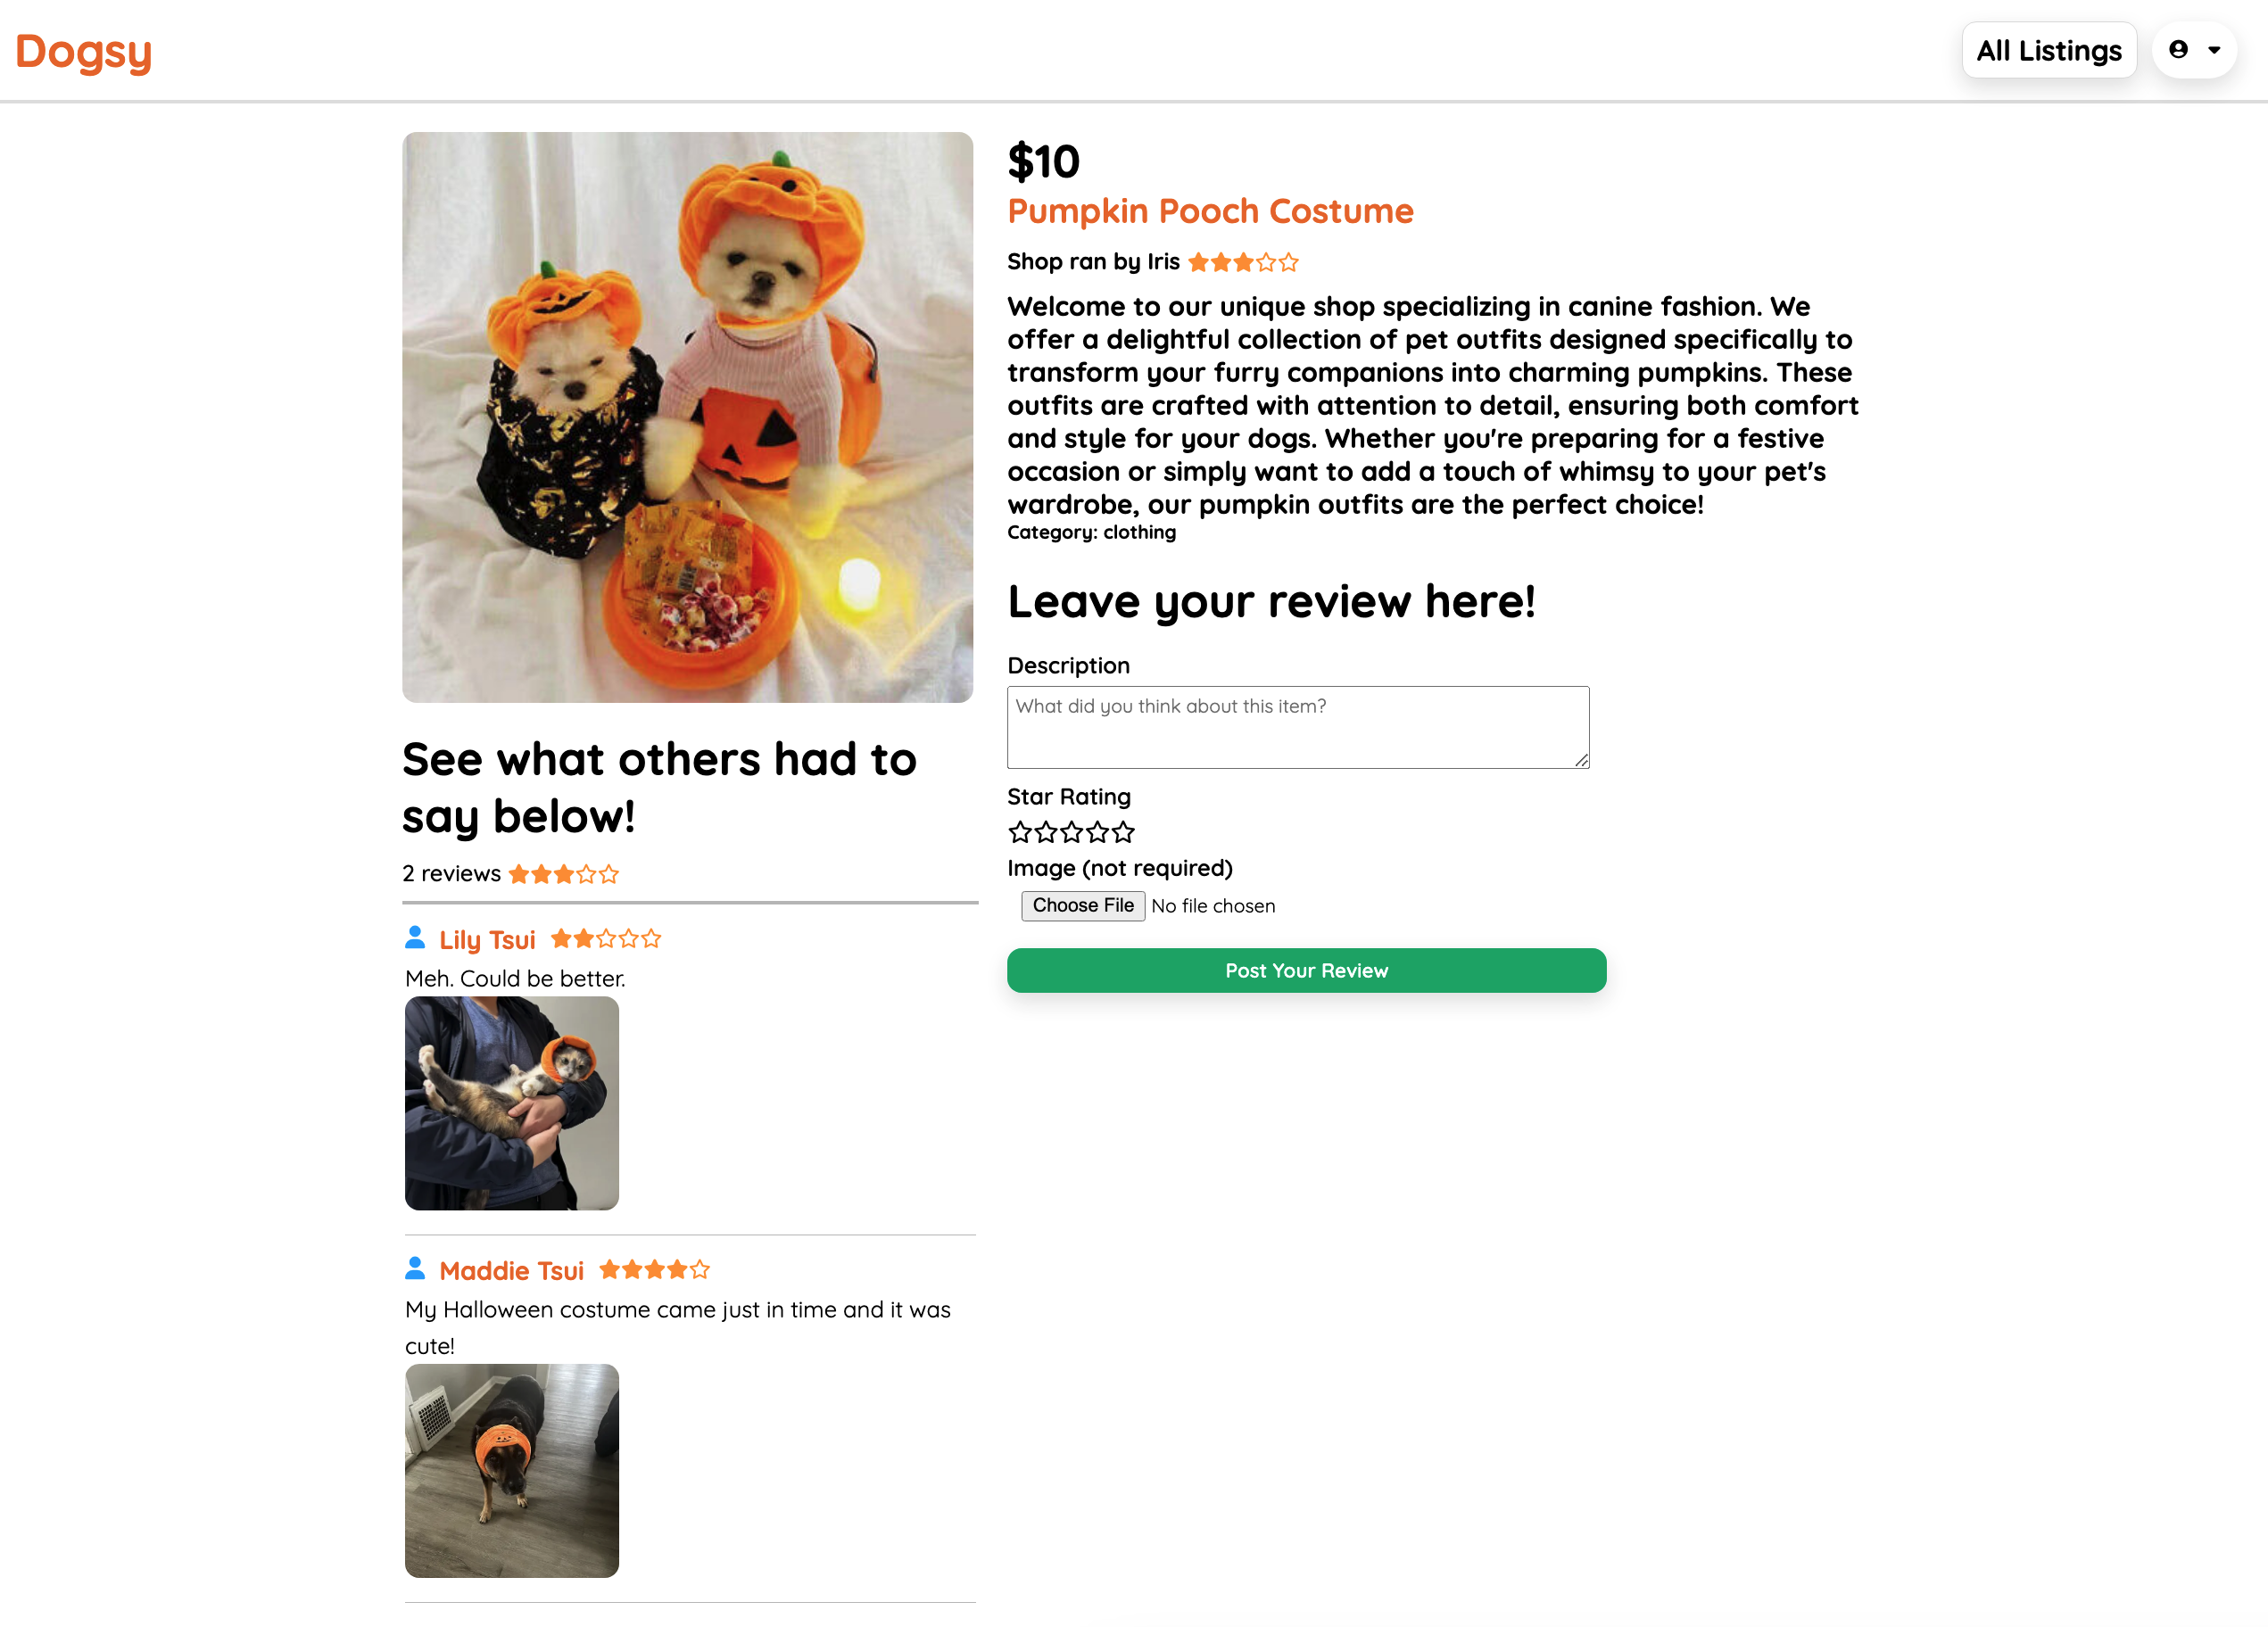 Dogsy
All Listings
$10
Pumpkin Pooch Costume
Shop ran by Iris
Welcome to our unique shop specializing in canine fashion. We
offer a delightful collection of pet outfits designed specifically to
transform your furry companions into charming pumpkins. These
outfits are crafted with attention to detail, ensuring both comfort
and style for your dogs. Whether you're preparing for a festive
occasion or simply want to add a touch of whimsy to your pet's
wardrobe, our pumpkin outfits are the perfect choice!
Category: clothing
Leave your review here!
Description
What did you think about this item?
Star Rating
Image (not required)
Choose File No file chosen
Post Your Review
See what others had to
say below!
2 reviews
Lily Tsui
Meh. Could be better.
Maddie Tsui
My Halloween costume came just in time and it was
cute!